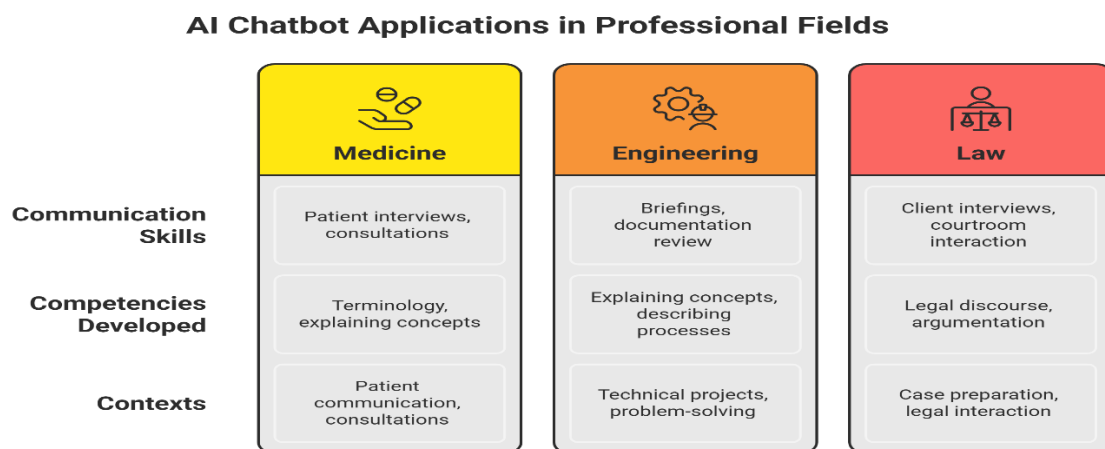 AI Chatbot Applications in Professional Fields
Medicine
Engineering
Law
Communication
Skills
Patient interviews,
consultations
Briefings,
documentation
review
Client interviews,
courtroom
interaction
Competencies
Developed
Terminology,
explaining concepts
Explaining concepts,
describing
processes
Legal discourse,
argumentation
Contexts
Patient
communication,
consultations
Technical projects,
problem-solving
Case preparation,
legal interaction